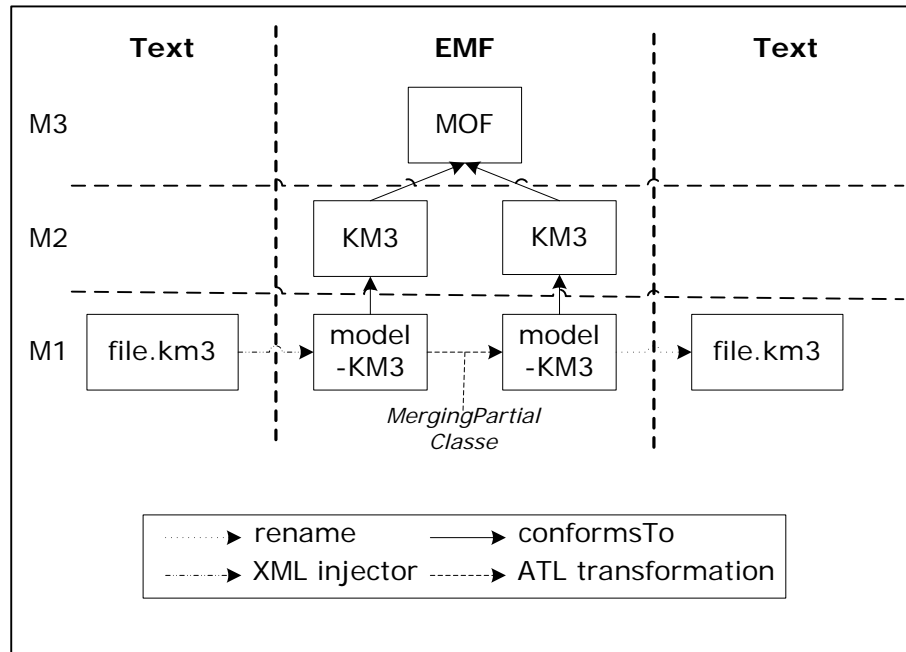 Text EMF Text
M3
MOF
M2
KM3 KM3
M1
file.km3
model
-KM3
model
-KM3
file.km3
MergingPartial
Classe
rename conformsTo
XML injector ATL transformation